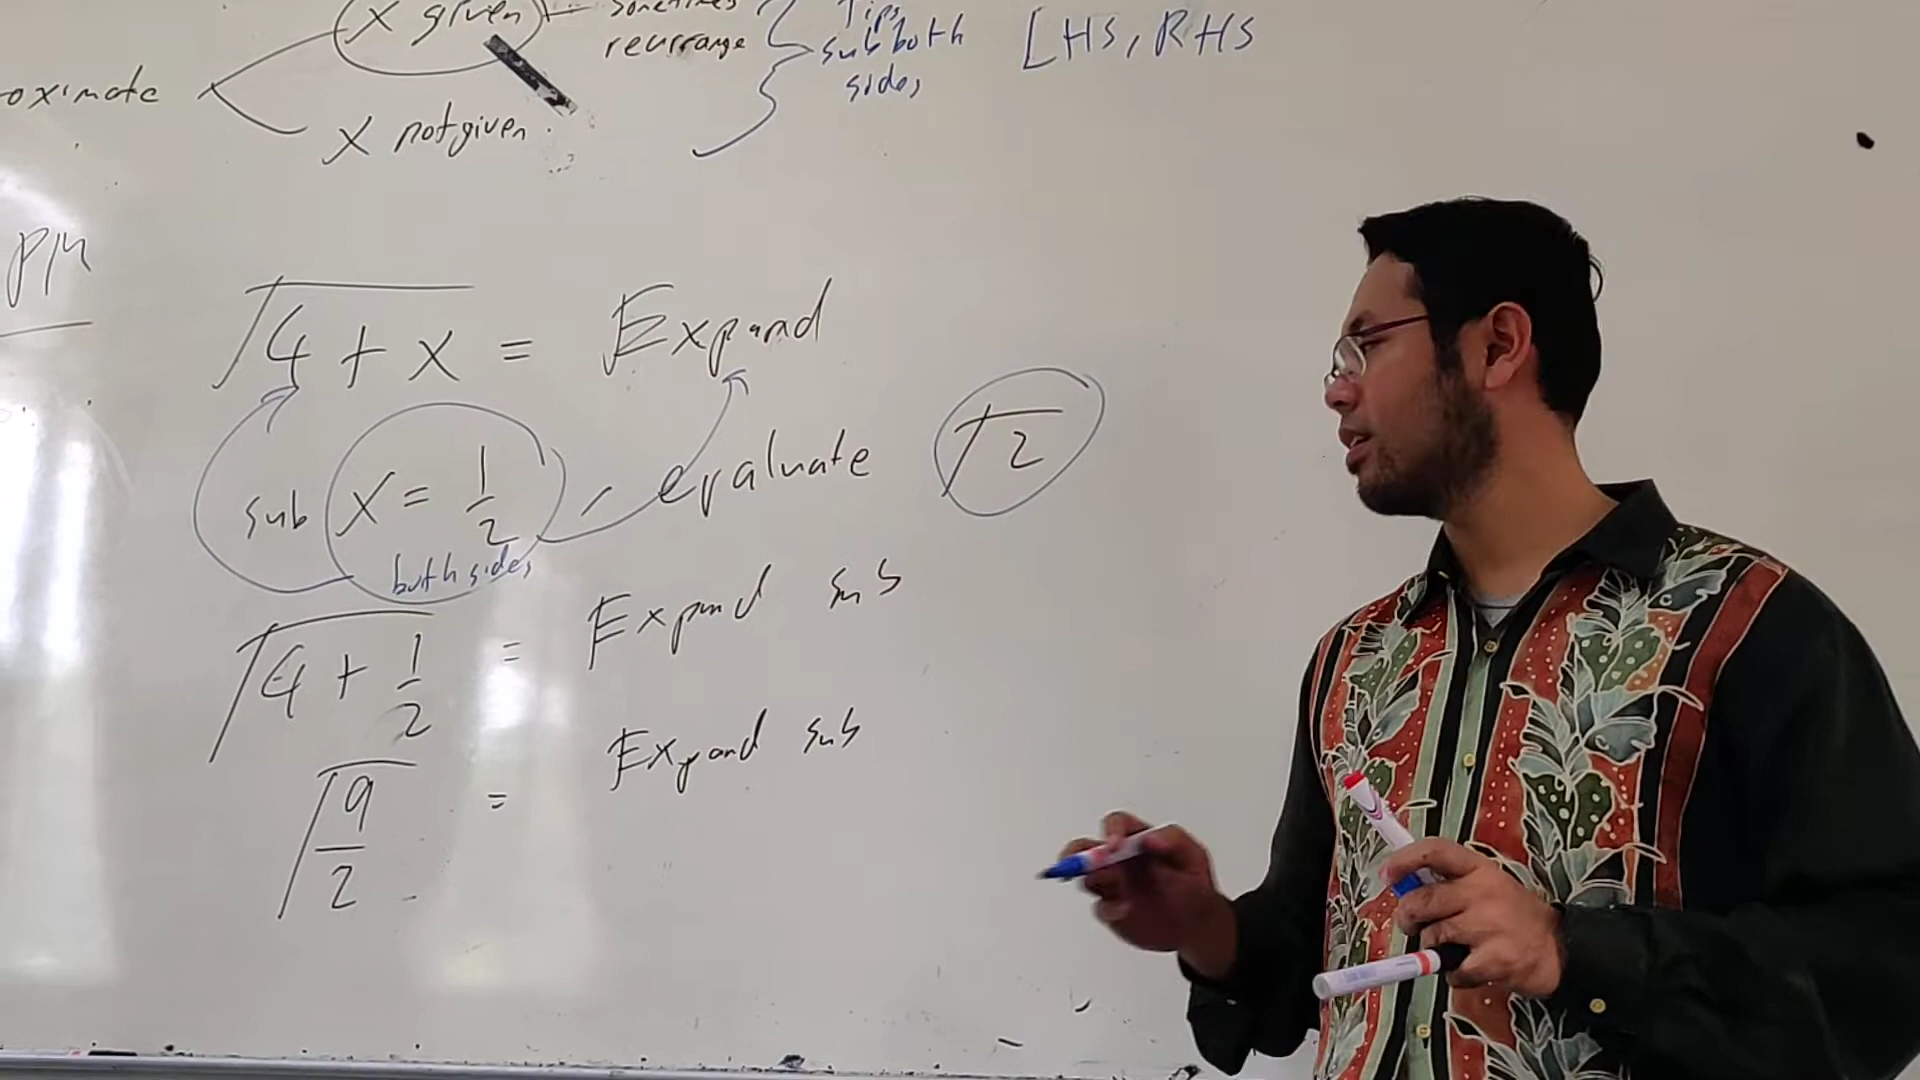 x given sometimes Tips
rearrange sub both LHS, RHS
oximate sides
x not given
PM
√4 + x = Expand
sub x = 1/2, evaluate √2
both sides
√4 + 1/2 = Expand sub
√9/2 = Expand sub